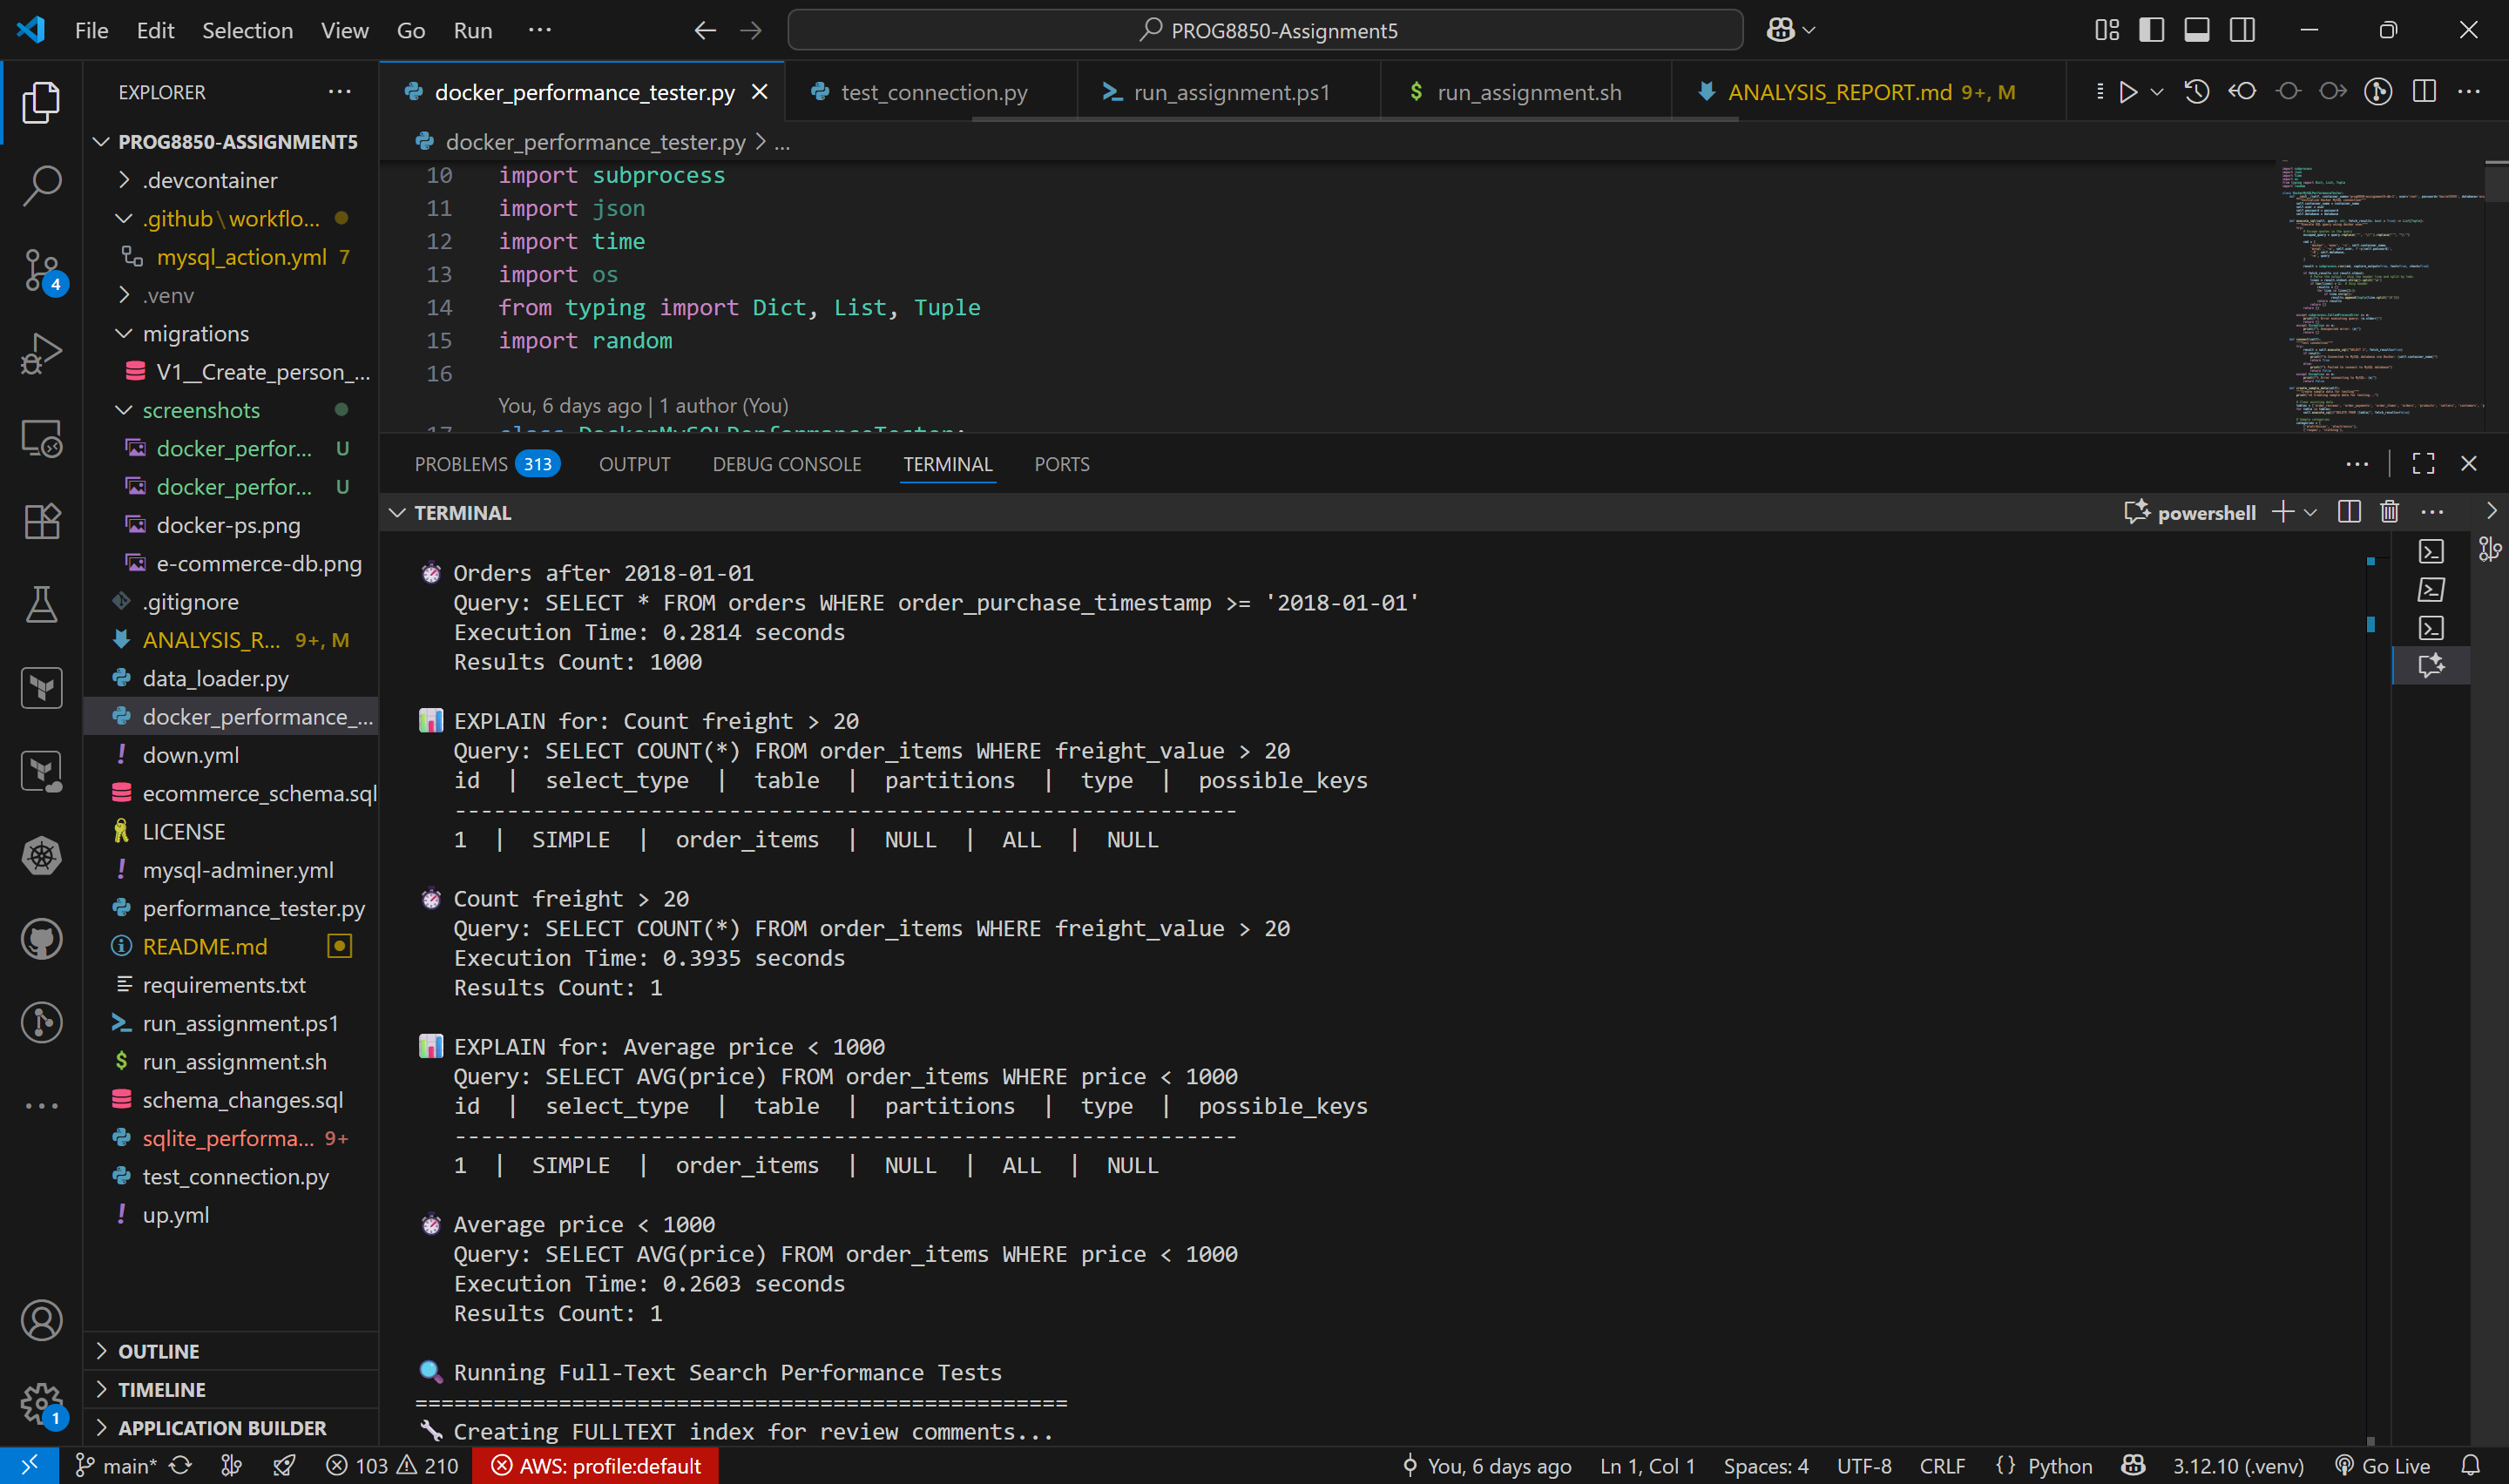 File Edit Selection View Go Run ··· PROG8850-Assignment5
EXPLORER ···
PROG8850-ASSIGNMENT5
.devcontainer
.github\workflo...
mysql_action.yml 7
.venv
migrations
V1__Create_person_...
screenshots
docker_perfor... U
docker_perfor... U
docker-ps.png
e-commerce-db.png
.gitignore
ANALYSIS_R... 9+, M
data_loader.py
docker_performance_...
down.yml
ecommerce_schema.sql
LICENSE
mysql-adminer.yml
performance_tester.py
README.md
requirements.txt
run_assignment.ps1
run_assignment.sh
schema_changes.sql
sqlite_performa... 9+
test_connection.py
up.yml
OUTLINE
TIMELINE
APPLICATION BUILDER
4
1
docker_performance_tester.py test_connection.py run_assignment.ps1 run_assignment.sh ANALYSIS_REPORT.md 9+, M
docker_performance_tester.py > ...
10 import subprocess
11 import json
12 import time
13 import os
14 from typing import Dict, List, Tuple
15 import random
16
You, 6 days ago | 1 author (You)
17 class DockerMySQLPerformanceTester:
PROBLEMS 313 OUTPUT DEBUG CONSOLE TERMINAL PORTS
TERMINAL powershell
Orders after 2018-01-01
Query: SELECT * FROM orders WHERE order_purchase_timestamp >= '2018-01-01'
Execution Time: 0.2814 seconds
Results Count: 1000
EXPLAIN for: Count freight > 20
Query: SELECT COUNT(*) FROM order_items WHERE freight_value > 20
id | select_type | table | partitions | type | possible_keys
------------------------------------------------------------
1 | SIMPLE | order_items | NULL | ALL | NULL
Count freight > 20
Query: SELECT COUNT(*) FROM order_items WHERE freight_value > 20
Execution Time: 0.3935 seconds
Results Count: 1
EXPLAIN for: Average price < 1000
Query: SELECT AVG(price) FROM order_items WHERE price < 1000
id | select_type | table | partitions | type | possible_keys
------------------------------------------------------------
1 | SIMPLE | order_items | NULL | ALL | NULL
Average price < 1000
Query: SELECT AVG(price) FROM order_items WHERE price < 1000
Execution Time: 0.2603 seconds
Results Count: 1
Running Full-Text Search Performance Tests
==================================================
Creating FULLTEXT index for review comments...
main* 103 210 AWS: profile:default You, 6 days ago Ln 1, Col 1 Spaces: 4 UTF-8 CRLF {} Python 3.12.10 (.venv) Go Live